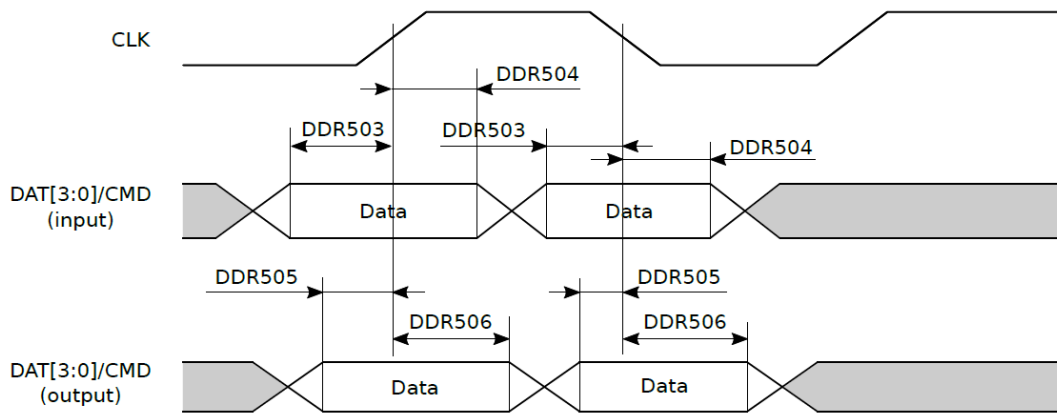 CLK
DDR504
DDR503
DDR503
DDR504
DAT[3:0]/CMD
(input)
Data
Data
DDR505
DDR505
DDR506
DDR506
DAT[3:0]/CMD
(output)
Data
Data